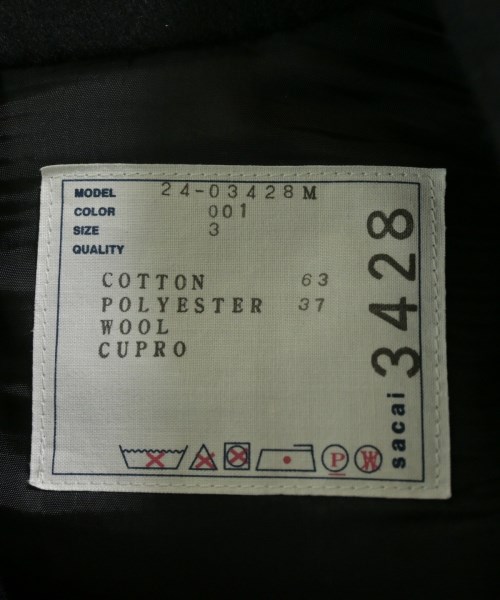 MODEL 24-03428M
COLOR 001
SIZE 3
QUALITY
COTTON 63
POLYESTER 37
WOOL
CUPRO
sacai 3428
P
W